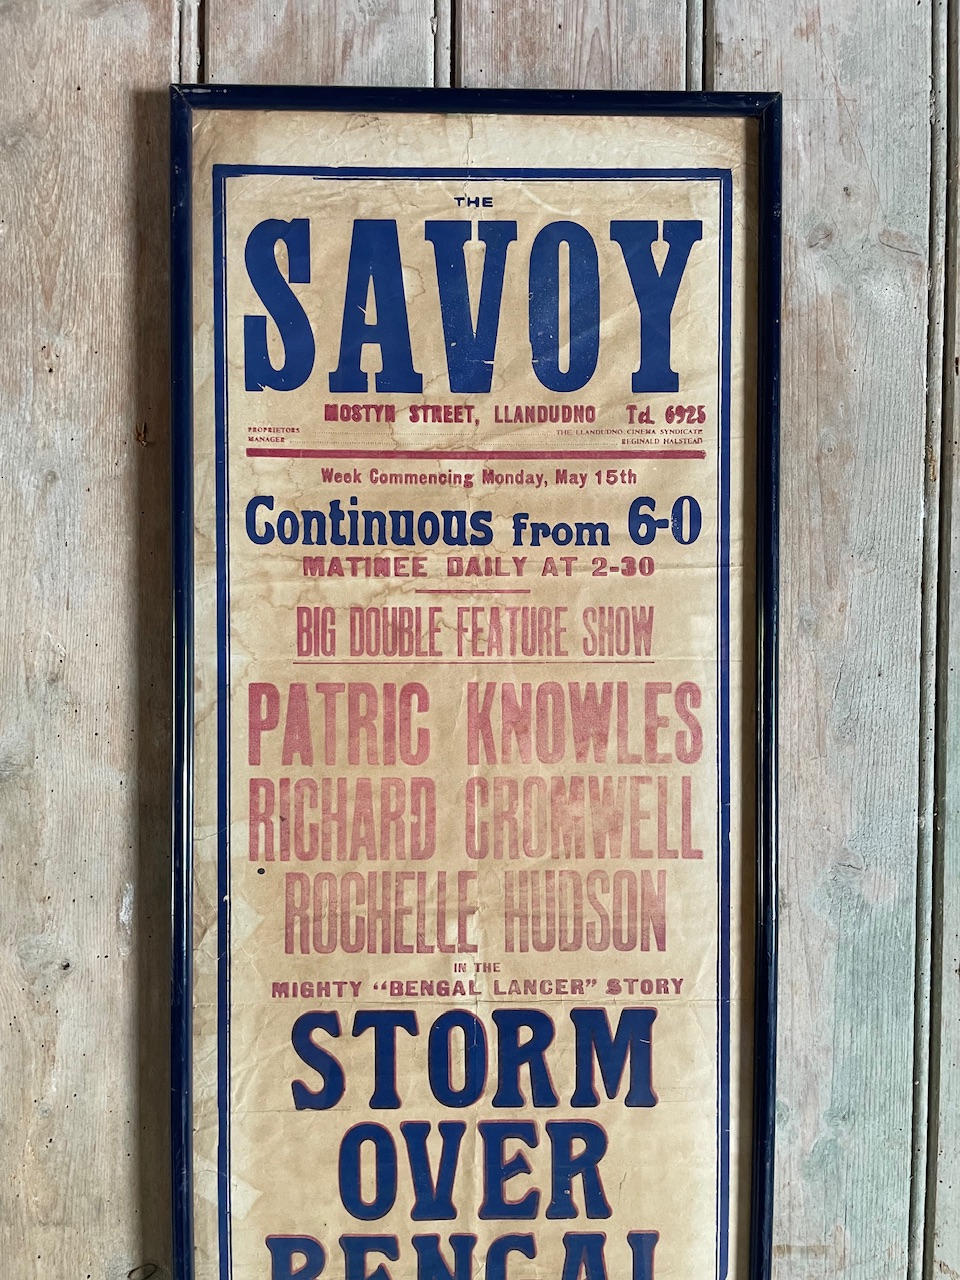 THE
SAVOY
MOSTYN STREET, LLANDUDNO Tel. 6925
PROPRIETORS THE LLANDUDNO CINEMA SYNDICATE
MANAGER REGINALD HALSTEAD
Week Commencing Monday, May 15th
Continuous from 6-0
MATINEE DAILY AT 2-30
BIG DOUBLE FEATURE SHOW
PATRIC KNOWLES
RICHARD CROMWELL
ROCHELLE HUDSON
IN THE
MIGHTY “BENGAL LANCER” STORY
STORM
OVER
BENGAL